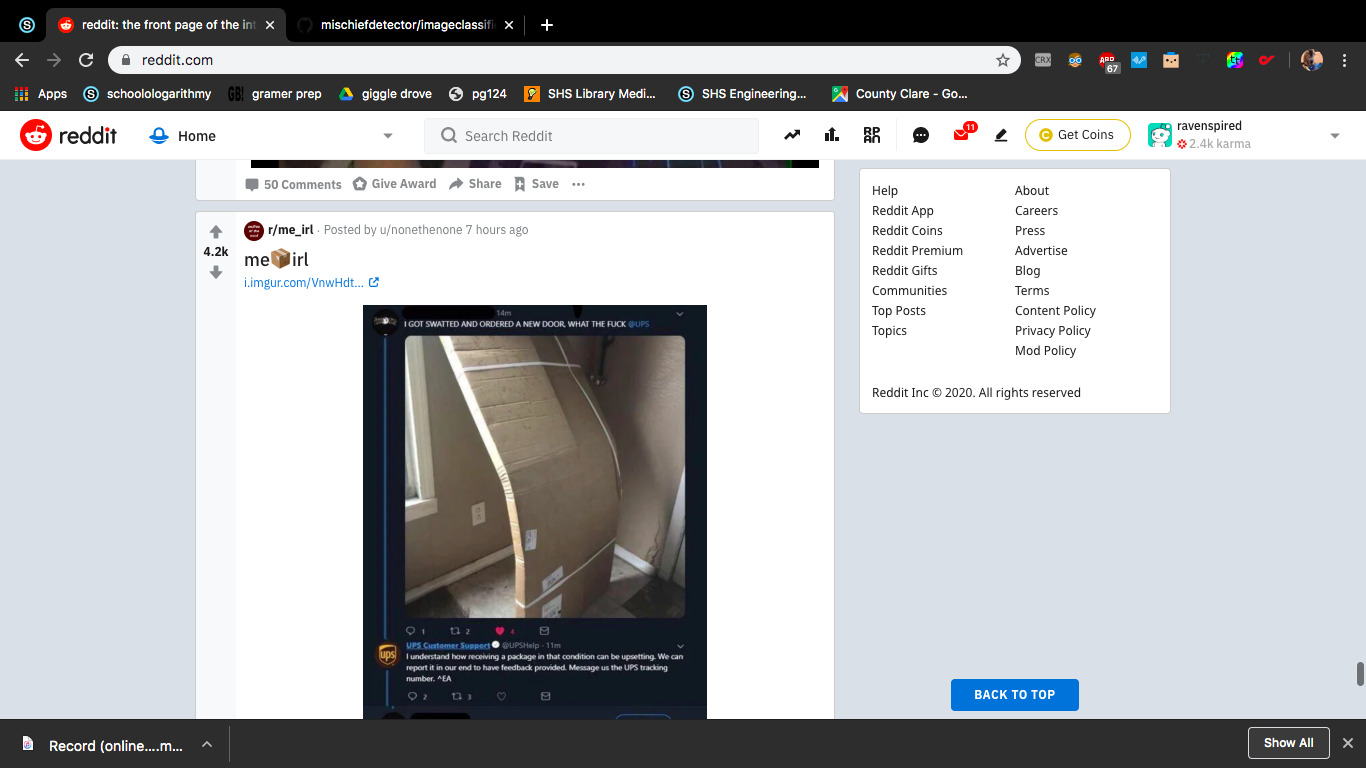 reddit: the front page of the int
mischiefdetector/imageclassifi
reddit.com
CRX
ABP
67
Apps
schoolologarithmy
GB!
gramer prep
giggle drove
pg124
SHS Library Medi...
SHS Engineering...
County Clare - Go...
reddit
Home
Search Reddit
11
Get Coins
ravenspired
2.4k karma
50 Comments
Give Award
Share
Save
4.2k
r/me_irl · Posted by u/nonethenone 7 hours ago
me📦irl
i.imgur.com/VnwHdt...
14m
I GOT SWATTED AND ORDERED A NEW DOOR, WHAT THE FUCK @UPS
1
2
4
ups
UPS Customer Support @UPSHelp · 11m
I understand how receiving a package in that condition can be upsetting. We can
report it in our end to have feedback provided. Message us the UPS tracking
number. ^EA
2
3
Help
Reddit App
Reddit Coins
Reddit Premium
Reddit Gifts
Communities
Top Posts
Topics
About
Careers
Press
Advertise
Blog
Terms
Content Policy
Privacy Policy
Mod Policy
Reddit Inc © 2020. All rights reserved
BACK TO TOP
Record (online....m...
Show All